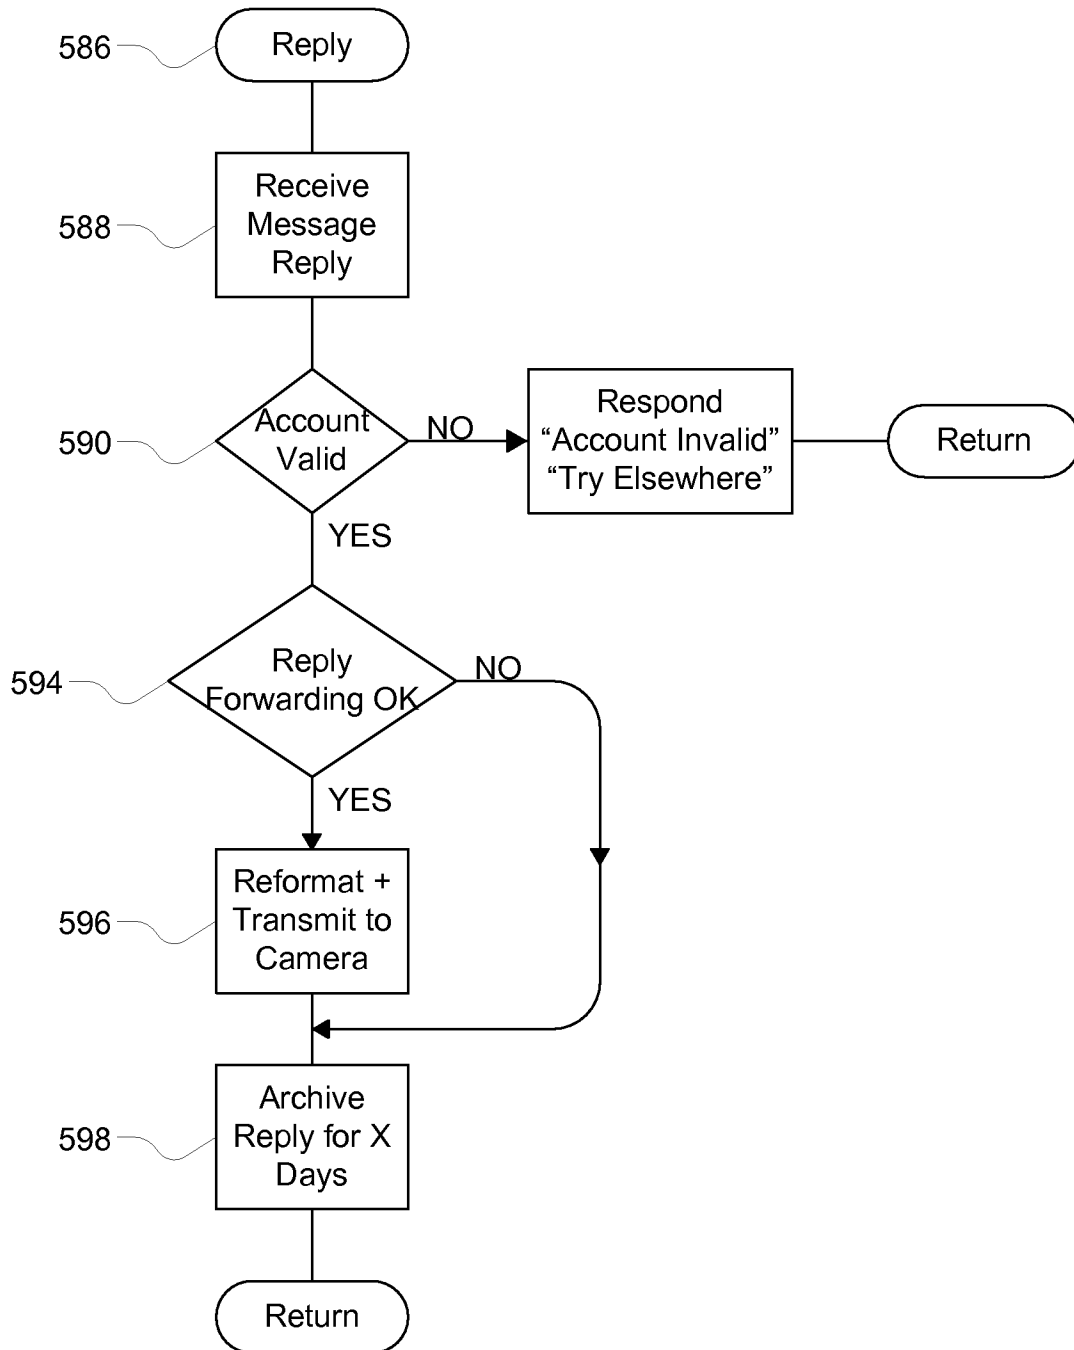 586
Reply
588
Receive
Message
Reply
590
Account
Valid
NO
Respond
“Account Invalid”
“Try Elsewhere”
Return
YES
594
Reply
Forwarding OK
NO
YES
596
Reformat +
Transmit to
Camera
598
Archive
Reply for X
Days
Return